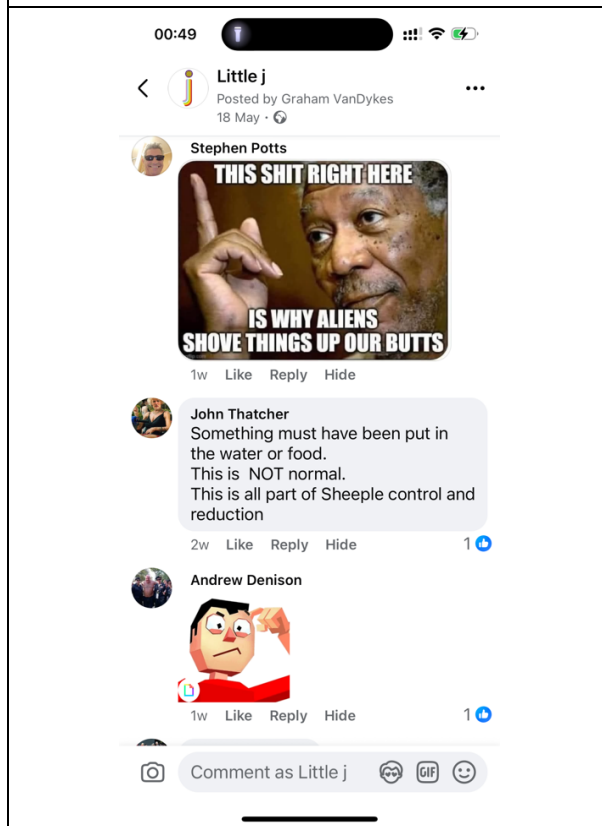 00:49
Little j
Posted by Graham VanDykes
18 May ·
Stephen Potts
THIS SHIT RIGHT HERE
IS WHY ALIENS
SHOVE THINGS UP OUR BUTTS
1w Like Reply Hide
John Thatcher
Something must have been put in
the water or food.
This is  NOT normal.
This is all part of Sheeple control and
reduction
2w Like Reply Hide 1
Andrew Denison
1w Like Reply Hide 1
Comment as Little j GIF